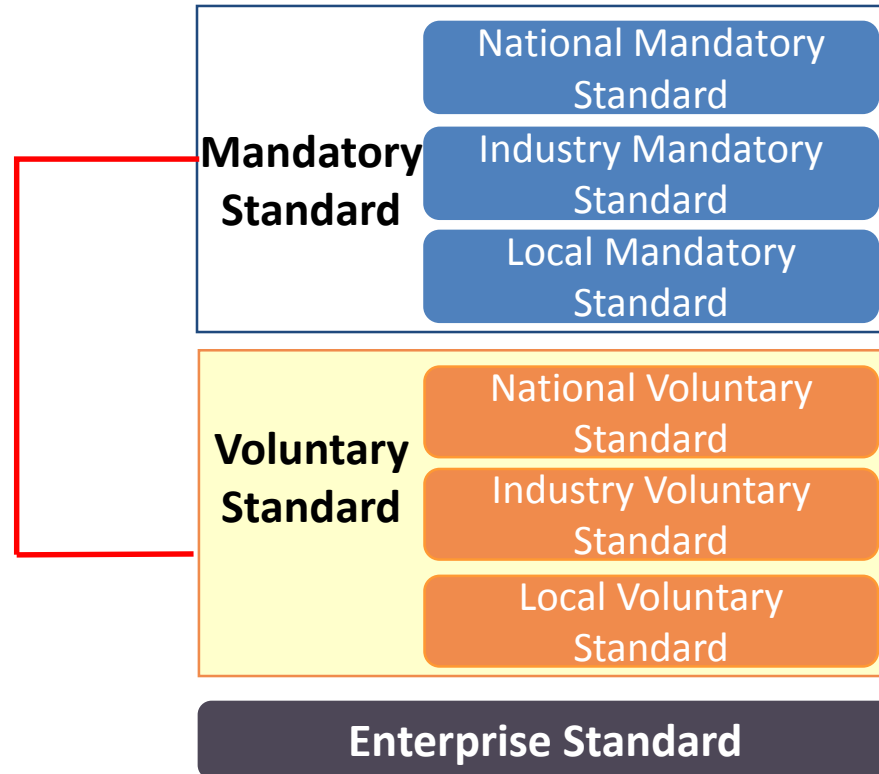 National Mandatory
Standard
Mandatory
Standard
Industry Mandatory
Standard
Local Mandatory
Standard
National Voluntary
Standard
Voluntary
Standard
Industry Voluntary
Standard
Local Voluntary
Standard
Enterprise Standard